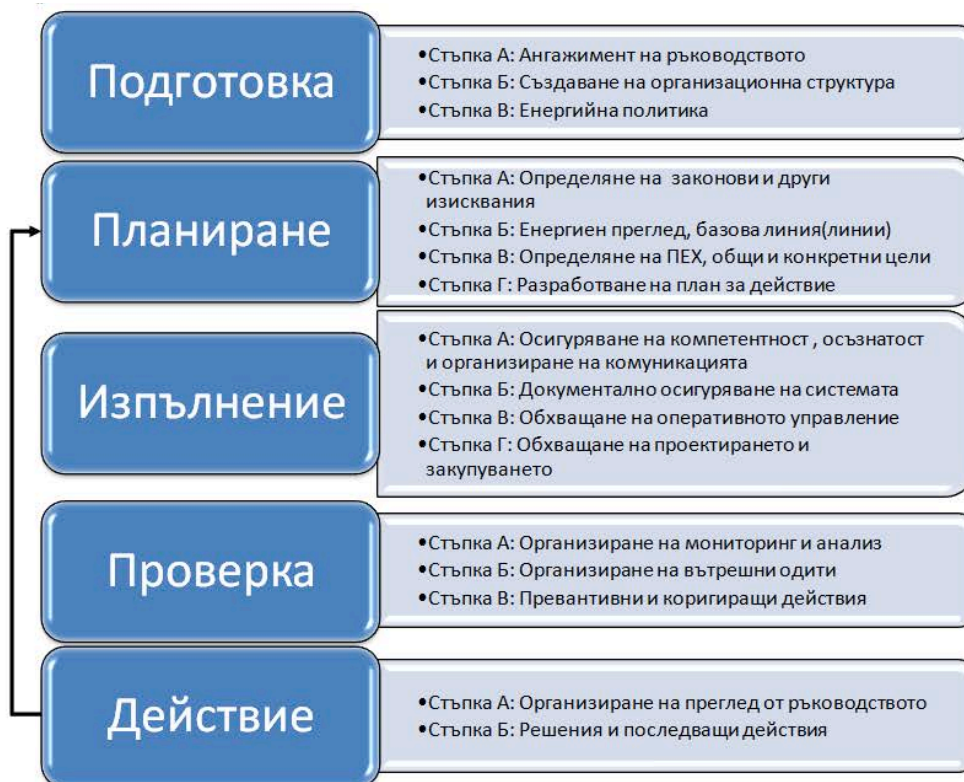 Подготовка
•Стъпка А: Ангажимент на ръководството
•Стъпка Б: Създаване на организационна структура
•Стъпка В: Енергийна политика
Планиране
•Стъпка А: Определяне на законови и други
изисквания
•Стъпка Б: Енергиен преглед, базова линия(линии)
•Стъпка В: Определяне на ПЕХ, общи и конкретни цели
•Стъпка Г: Разработване на план за действие
Изпълнение
•Стъпка А: Осигуряване на компетентност , осъзнатост
и организиране на комуникацията
•Стъпка Б: Документално осигуряване на системата
•Стъпка В: Обхващане на оперативното управление
•Стъпка Г: Обхващане на проектирането и
закупуването
Проверка
•Стъпка А: Организиране на мониторинг и анализ
•Стъпка Б: Организиране на вътрешни одити
•Стъпка В: Превантивни и коригиращи действия
Действие
•Стъпка А: Организиране на преглед от ръководството
•Стъпка Б: Решения и последващи действия